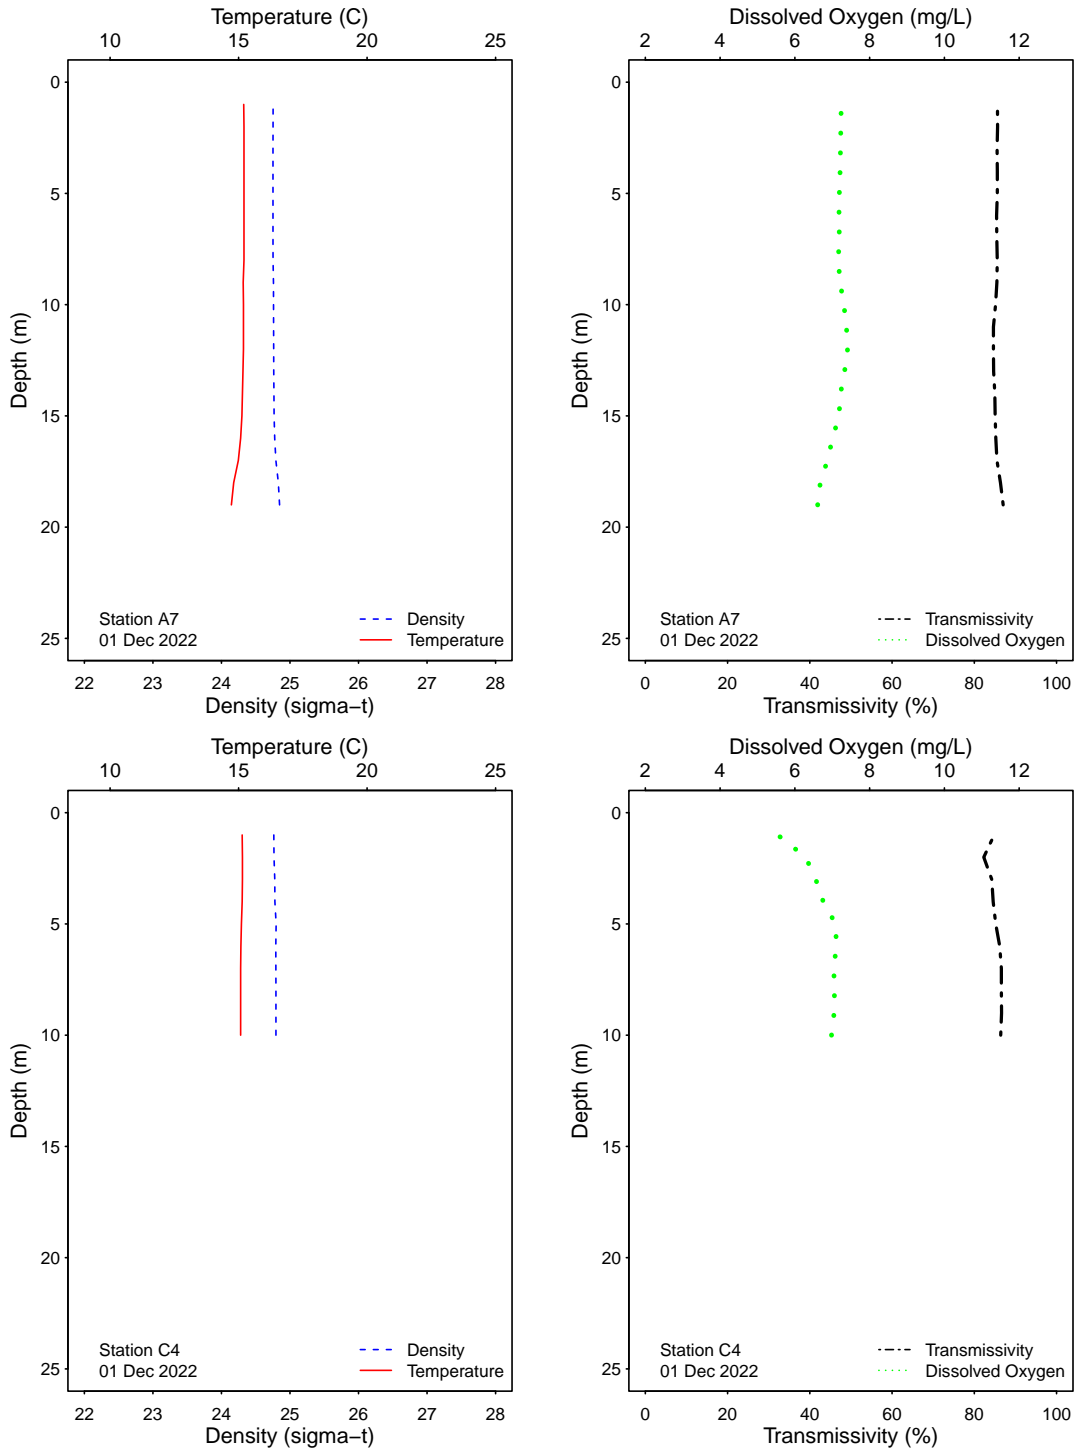 Temperature (C)
10 15 20 25
0
5
10
15
20
25
Depth (m)
Station A7
01 Dec 2022
Density
Temperature
22 23 24 25 26 27 28
Density (sigma−t)
Dissolved Oxygen (mg/L)
2 4 6 8 10 12
0
5
10
15
20
25
Depth (m)
Station A7
01 Dec 2022
Transmissivity
Dissolved Oxygen
0 20 40 60 80 100
Transmissivity (%)
Temperature (C)
10 15 20 25
0
5
10
15
20
25
Depth (m)
Station C4
01 Dec 2022
Density
Temperature
22 23 24 25 26 27 28
Density (sigma−t)
Dissolved Oxygen (mg/L)
2 4 6 8 10 12
0
5
10
15
20
25
Depth (m)
Station C4
01 Dec 2022
Transmissivity
Dissolved Oxygen
0 20 40 60 80 100
Transmissivity (%)